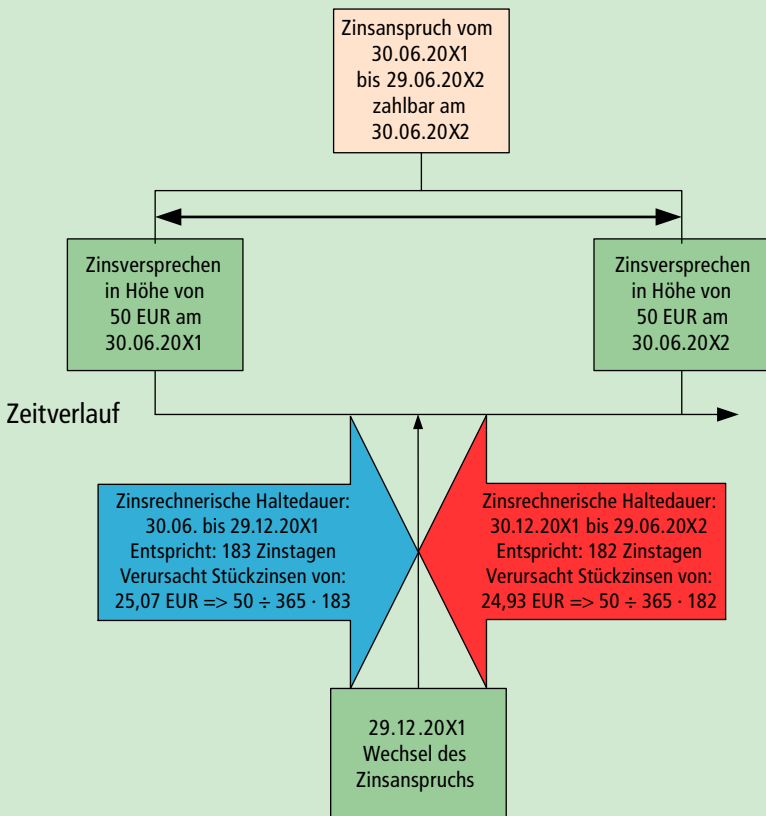 Zinsanspruch vom
30.06.20X1
bis 29.06.20X2
zahlbar am
30.06.20X2
Zinsversprechen
in Höhe von
50 EUR am
30.06.20X1
Zinsversprechen
in Höhe von
50 EUR am
30.06.20X2
Zeitverlauf
Zinsrechnerische Haltedauer:
30.06. bis 29.12.20X1
Entspricht: 183 Zinstagen
Verursacht Stückzinsen von:
25,07 EUR => 50 ÷ 365 · 183
Zinsrechnerische Haltedauer:
30.12.20X1 bis 29.06.20X2
Entspricht: 182 Zinstagen
Verursacht Stückzinsen von:
24,93 EUR => 50 ÷ 365 · 182
29.12.20X1
Wechsel des
Zinsanspruchs